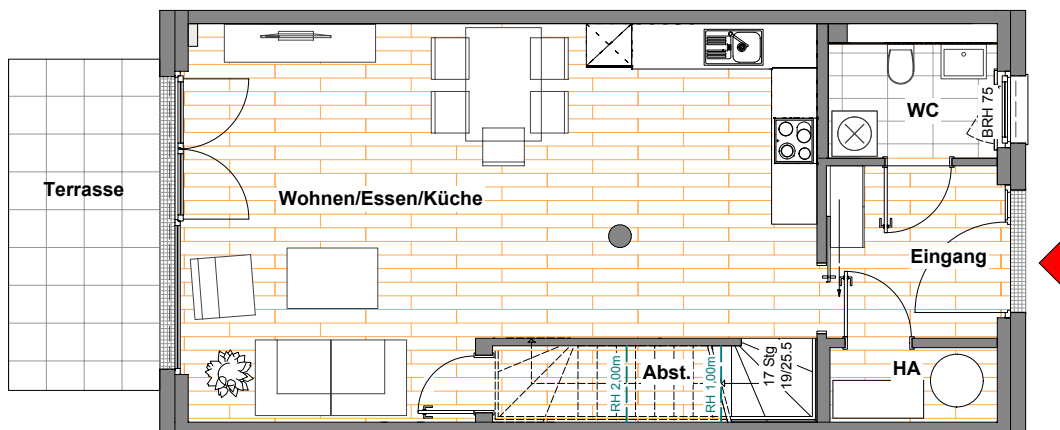 Terrasse
Wohnen/Essen/Küche
WC
BRH 75
Eingang
HA
Abst.
RH 2,00m
RH 1,00m
17 Stg
19/25.5